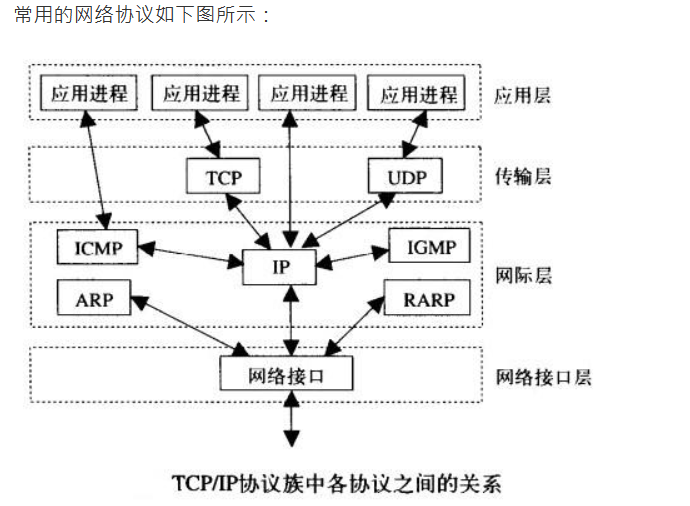 常用的网络协议如下图所示：
应用进程 应用进程 应用进程 应用进程 应用层
TCP UDP 传输层
ICMP IP IGMP 网际层
ARP RARP
网络接口 网络接口层
TCP/IP协议族中各协议之间的关系